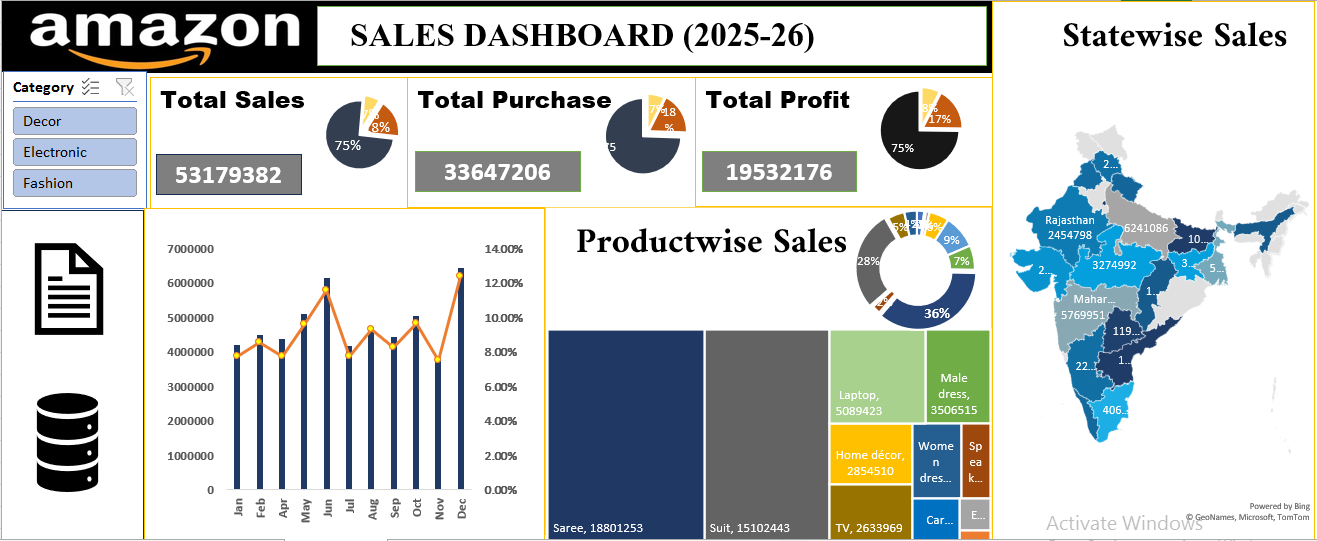 amazon
SALES DASHBOARD (2025-26)
Statewise Sales
Category
Decor
Electronic
Fashion
Total Sales
75%
8%
53179382
Total Purchase
18
%
33647206
Total Profit
17%
75%
19532176
7000000
6000000
5000000
4000000
3000000
2000000
1000000
0
14.00%
12.00%
10.00%
8.00%
6.00%
4.00%
2.00%
0.00%
Jan
Feb
Apr
May
Jun
Jul
Aug
Sep
Oct
Nov
Dec
Productwise Sales
9%
7%
36%
28%
5%
Saree, 18801253
Suit, 15102443
Laptop,
5089423
Male
dress,
3506515
Home décor,
2854510
TV, 2633969
Wome
n
dres...
Sp
ea
k...
Car...
E...
2...
Rajasthan
2454798
6241086
10...
2...
3274992
3...
5...
1...
Mahar...
5769951
119...
1...
22...
406...
Powered by Bing
© GeoNames, Microsoft, TomTom
Activate Windows